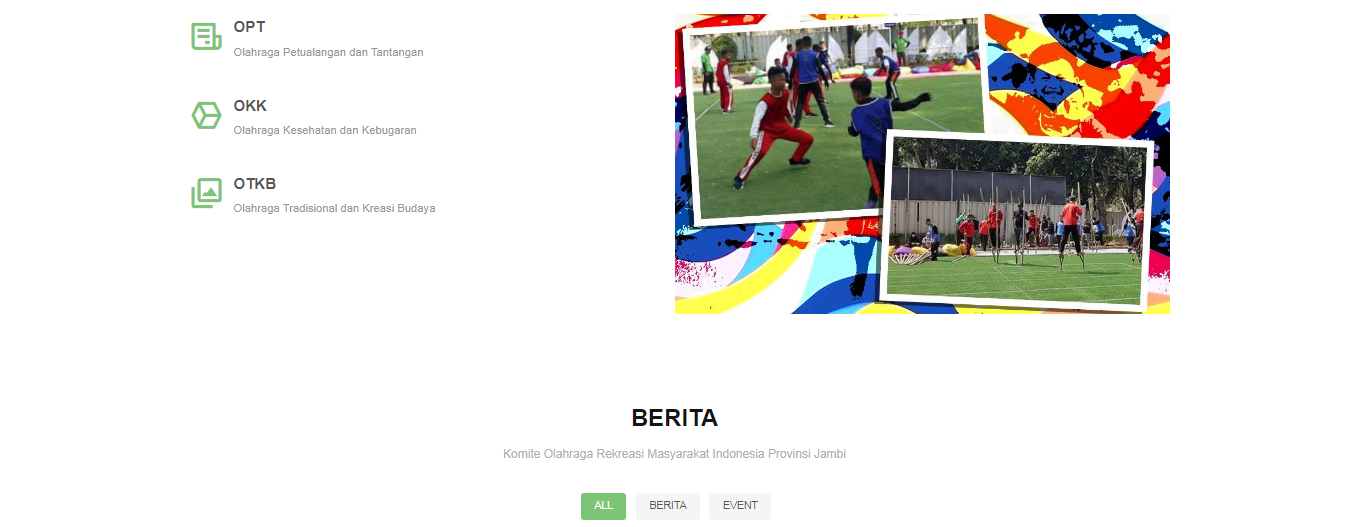 OPT
Olahraga Petualangan dan Tantangan
OKK
Olahraga Kesehatan dan Kebugaran
OTKB
Olahraga Tradisional dan Kreasi Budaya
BERITA
Komite Olahraga Rekreasi Masyarakat Indonesia Provinsi Jambi
ALL
BERITA
EVENT